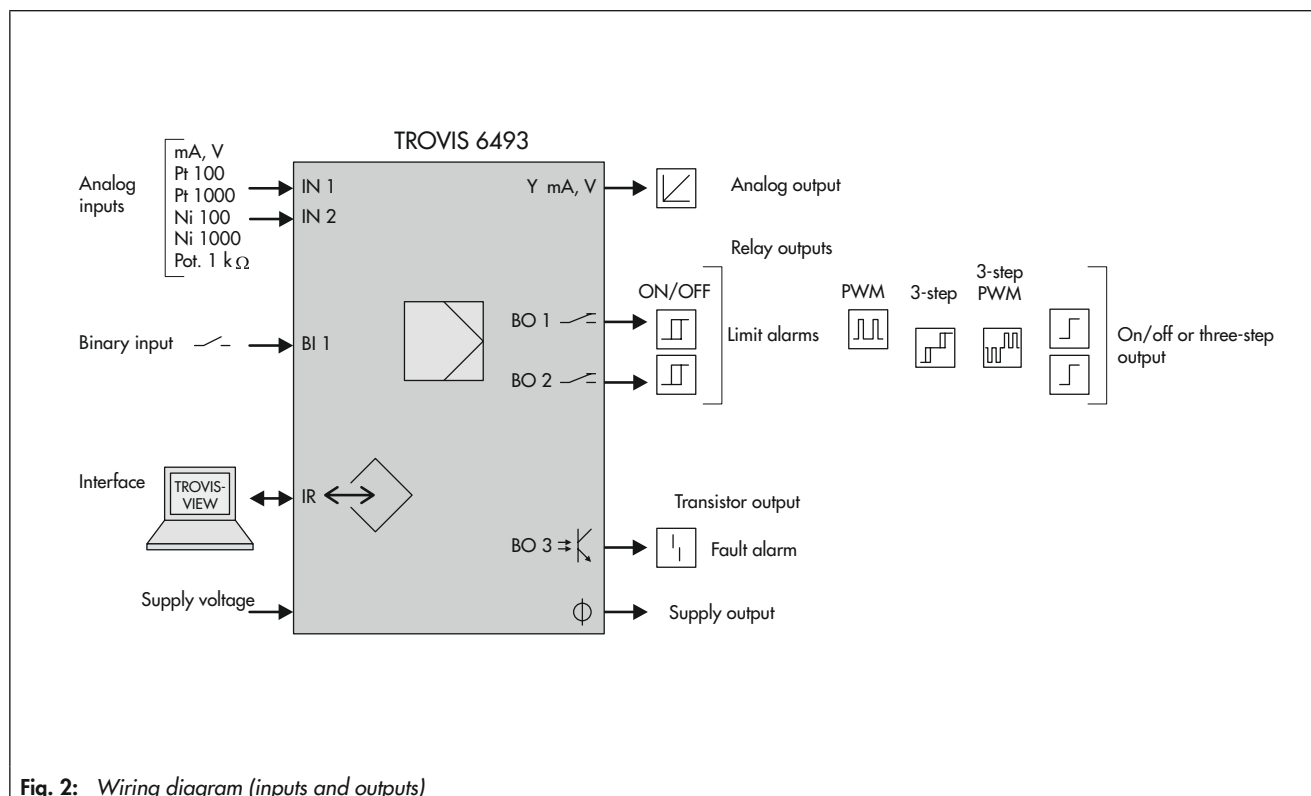 TROVIS 6493
Analog inputs
mA, V
Pt 100
Pt 1000
Ni 100
Ni 1000
Pot. 1 kΩ
IN 1
IN 2
Y mA, V
Analog output
Relay outputs
ON/OFF
BO 1
BO 2
Limit alarms
PWM
3-step
3-step PWM
On/off or three-step output
Binary input
BI 1
Interface
TROVIS-VIEW
IR
Transistor output
BO 3
Fault alarm
Supply voltage
Supply output
Fig. 2: Wiring diagram (inputs and outputs)